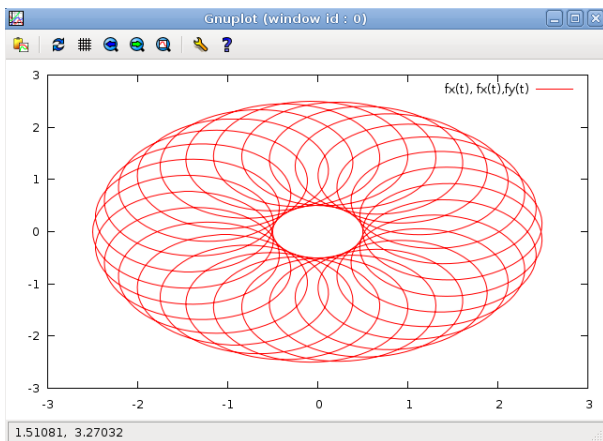 Gnuplot (window id : 0)
fx(t), fx(t),fy(t)
3
2
1
0
-1
-2
-3
-3 -2 -1 0 1 2 3
1.51081, 3.27032